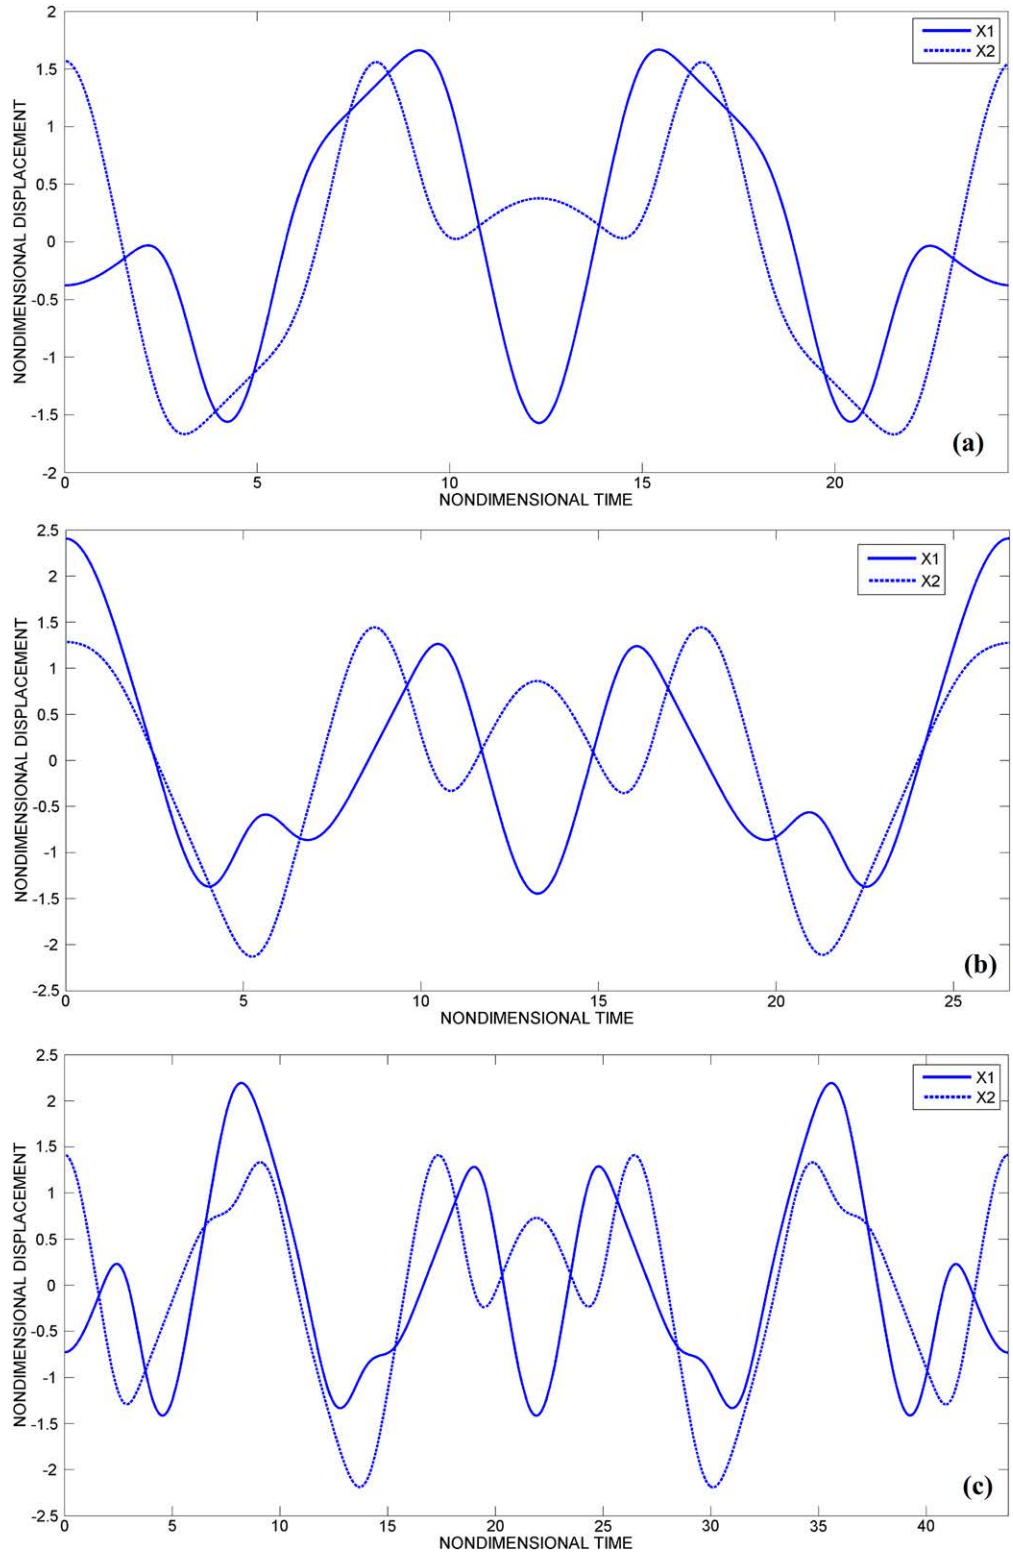 2
1.5
1
0.5
0
-0.5
-1
-1.5
-2
NONDIMENSIONAL DISPLACEMENT
X1
X2
(a)
0 5 10 15 20
NONDIMENSIONAL TIME
2.5
2
1.5
1
0.5
0
-0.5
-1
-1.5
-2
-2.5
NONDIMENSIONAL DISPLACEMENT
X1
X2
(b)
0 5 10 15 20 25
NONDIMENSIONAL TIME
2.5
2
1.5
1
0.5
0
-0.5
-1
-1.5
-2
-2.5
NONDIMENSIONAL DISPLACEMENT
X1
X2
(c)
0 5 10 15 20 25 30 35 40
NONDIMENSIONAL TIME